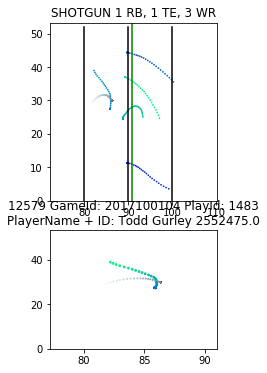 SHOTGUN 1 RB, 1 TE, 3 WR
50
40
30
20
10
0
80 90 100 110
12579 GameId: 2017100104 PlayId: 1483
PlayerName + ID: Todd Gurley 2552475.0
40
20
0
80 85 90